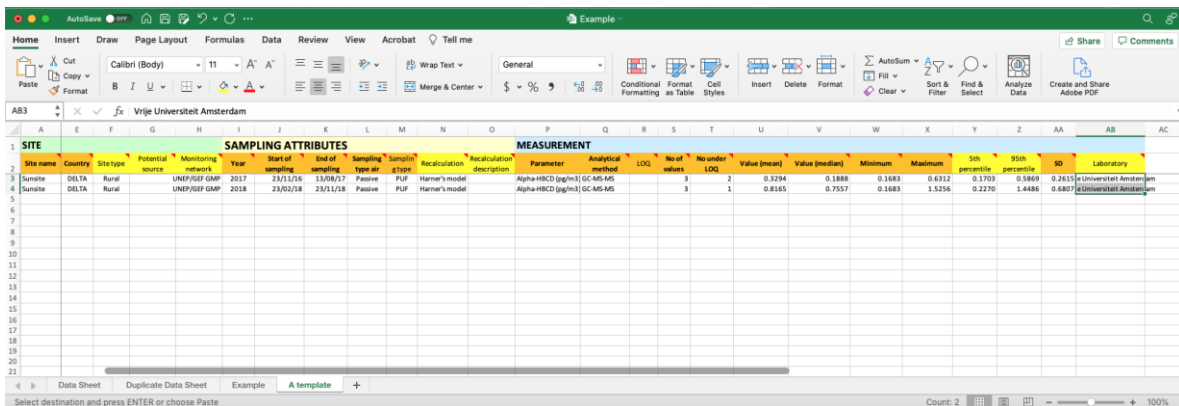 AutoSave OFF Example
Home Insert Draw Page Layout Formulas Data Review View Acrobat Tell me Share Comments
Paste Cut Copy Format Calibri (Body) 11 A A Wrap Text General AutoSum Fill Clear
B I U A Merge & Center $ % Conditional Formatting Format as Table Cell Styles Insert Delete Format Sort & Filter Find & Select Analyze Data Create and Share Adobe PDF
AB3 fx Vrije Universiteit Amsterdam
A E F G H I J K L M N O P Q R S T U V W X Y Z AA AB AC
1 SITE SAMPLING ATTRIBUTES MEASUREMENT
2 Site name Country Site type Potential source Monitoring network Year Start of sampling End of sampling Sampling type air Samplin g type Recalculation Recalculation description Parameter Analytical method LOQ No of values No under LOQ Value (mean) Value (median) Minimum Maximum 5th percentile 95th percentile SD Laboratory
3 Sunsite DELTA Rural UNEP/GEF GMP 2017 23/11/16 13/08/17 Passive PUF Harner's model Alpha-HBCD (pg/m3) GC-MS-MS 3 2 0.3294 0.1888 0.1683 0.6312 0.1703 0.5869 0.2615 e Universiteit Amsterdam
4 Sunsite DELTA Rural UNEP/GEF GMP 2018 23/02/18 23/11/18 Passive PUF Harner's model Alpha-HBCD (pg/m3) GC-MS-MS 3 1 0.8165 0.7557 0.1683 1.5256 0.2270 1.4486 0.6807 e Universiteit Amsterdam
5
6
7
8
9
10
11
12
13
14
15
16
17
18
19
20
21
Data Sheet Duplicate Data Sheet Example A template +
Select destination and press ENTER or choose Paste Count: 2 100%